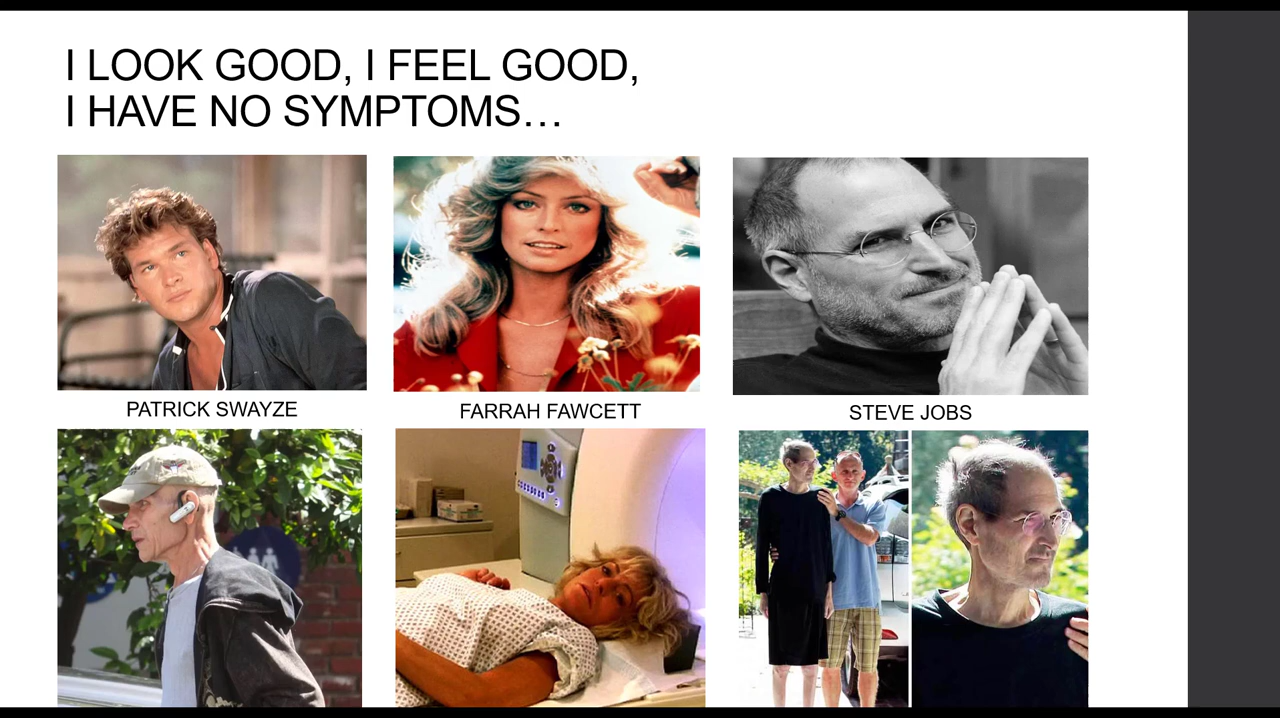 I LOOK GOOD, I FEEL GOOD,
I HAVE NO SYMPTOMS…
PATRICK SWAYZE
FARRAH FAWCETT
STEVE JOBS